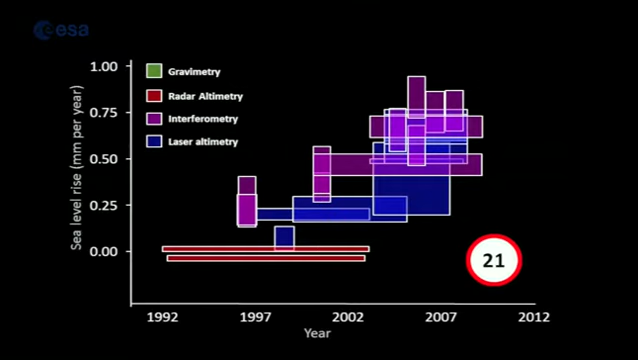 esa
1.00
0.75
0.50
0.25
0.00
Sea level rise (mm per year)
Gravimetry
Radar Altimetry
Interferometry
Laser altimetry
21
1992 1997 2002 2007 2012
Year